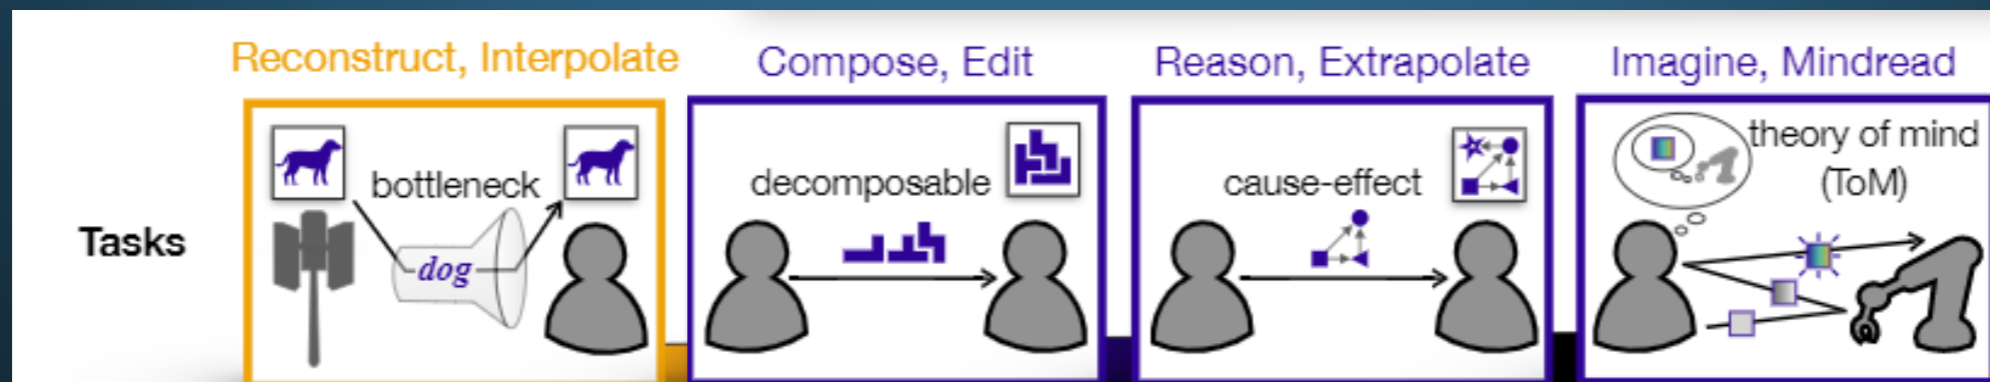 Reconstruct, Interpolate
Compose, Edit
Reason, Extrapolate
Imagine, Mindread
Tasks
bottleneck
dog
decomposable
cause-effect
theory of mind
(ToM)